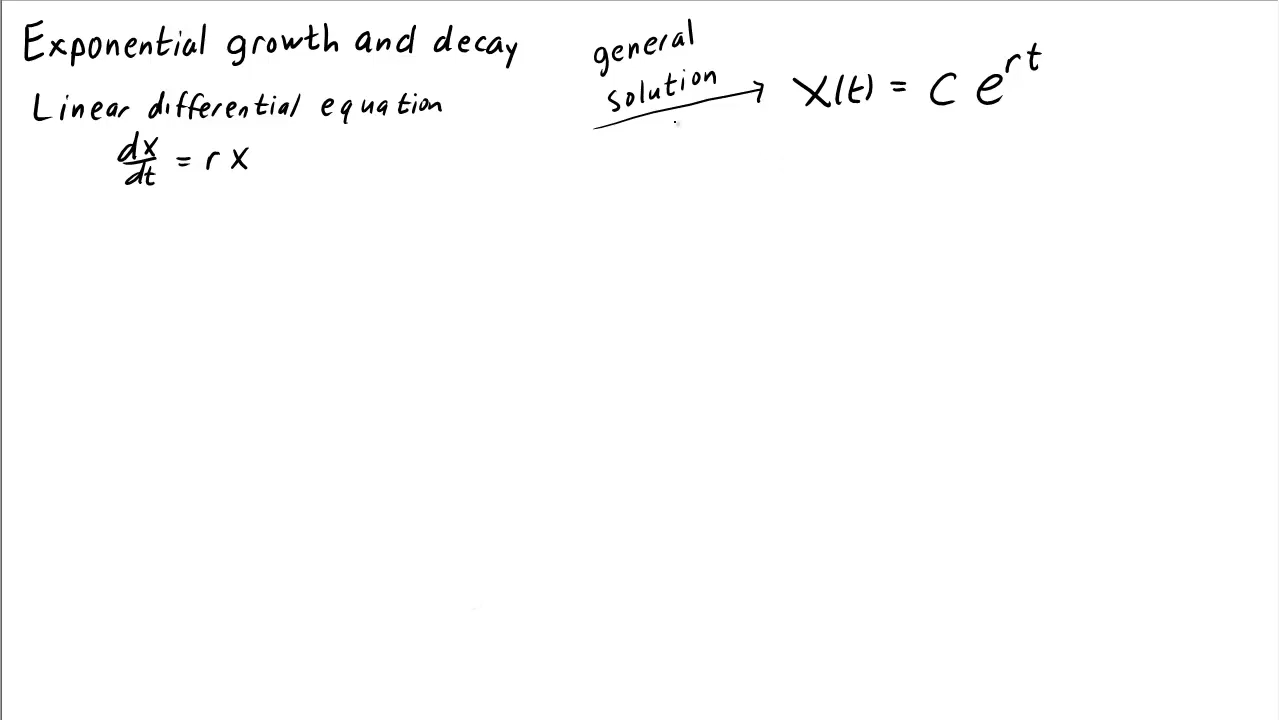 Exponential growth and decay
Linear differential equation
dx/dt = r x
general
solution
x(t) = C e^{rt}